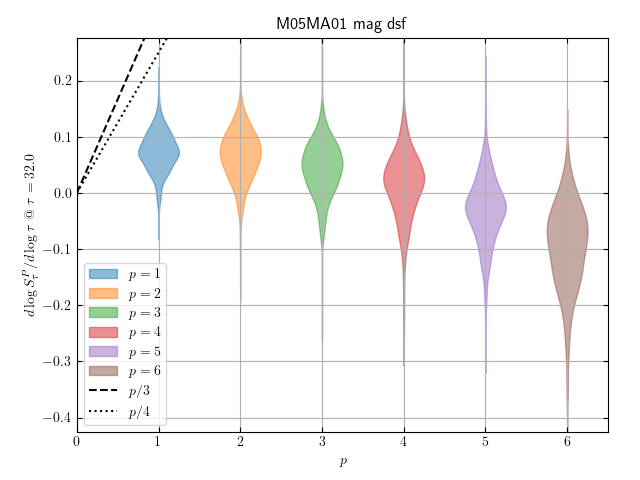 M05MA01 mag dsf
d log S_τ^P / d log τ @ τ = 32.0
0.2
0.1
0.0
−0.1
−0.2
−0.3
−0.4
p = 1
p = 2
p = 3
p = 4
p = 5
p = 6
p/3
p/4
0 1 2 3 4 5 6
p